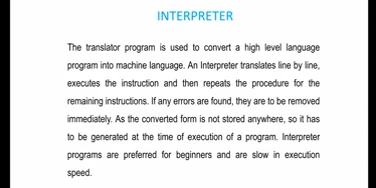 INTERPRETER
The translator program is used to convert a high level language
program into machine language. An Interpreter translates line by line,
executes the instruction and then repeats the procedure for the
remaining instructions. If any errors are found, they are to be removed
immediately. As the converted form is not stored anywhere, so it has
to be generated at the time of execution of a program. Interpreter
programs are preferred for beginners and are slow in execution
speed.